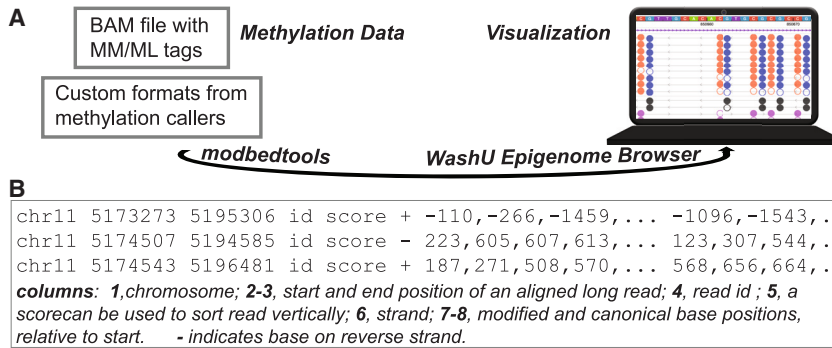 A
BAM file with
MM/ML tags
Methylation Data
Visualization
Custom formats from
methylation callers
modbedtools
WashU Epigenome Browser
B
chr11 5173273 5195306 id score + -110,-266,-1459,... -1096,-1543,..
chr11 5174507 5194585 id score - 223,605,607,613,... 123,307,544,..
chr11 5174543 5196481 id score + 187,271,508,570,... 568,656,664,..
columns: 1,chromosome; 2-3, start and end position of an aligned long read; 4, read id ; 5, a
scorecan be used to sort read vertically; 6, strand; 7-8, modified and canonical base positions,
relative to start. - indicates base on reverse strand.